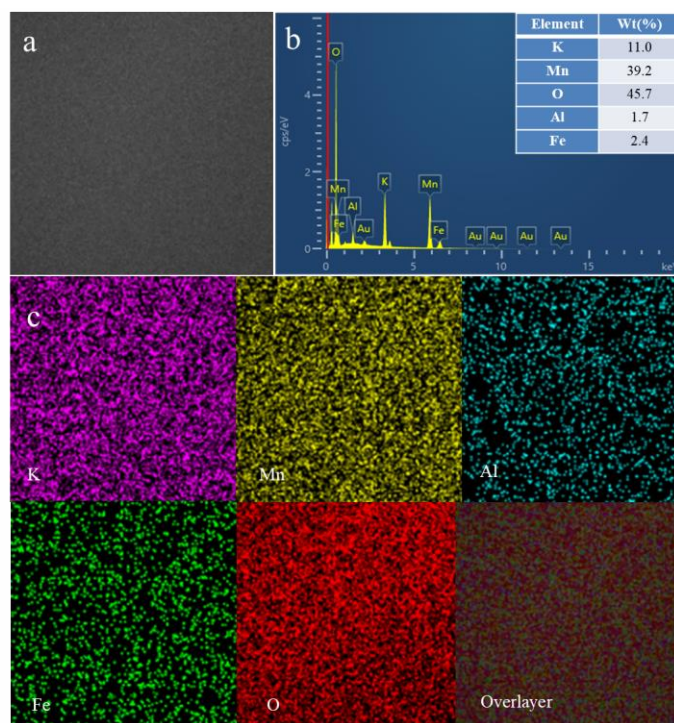 a
b
Element Wt(%)
K 11.0
Mn 39.2
O 45.7
Al 1.7
Fe 2.4
cps/eV
4
2
0
O
Mn
Fe
Al
Au
K
Mn
Fe
Au
Au
Au
Au
0 5 10 15 keV
c
K Mn Al
Fe O Overlayer